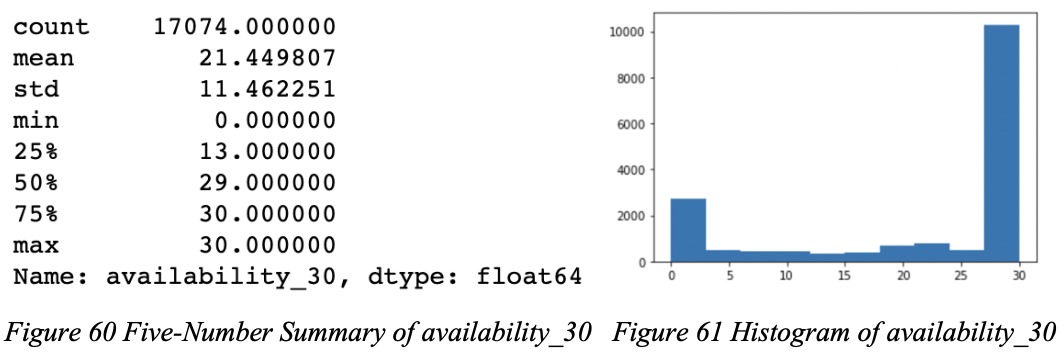 count 17074.000000
mean 21.449807
std 11.462251
min 0.000000
25% 13.000000
50% 29.000000
75% 30.000000
max 30.000000
Name: availability_30, dtype: float64
10000
8000
6000
4000
2000
0
0 5 10 15 20 25 30
Figure 60 Five-Number Summary of availability_30
Figure 61 Histogram of availability_30